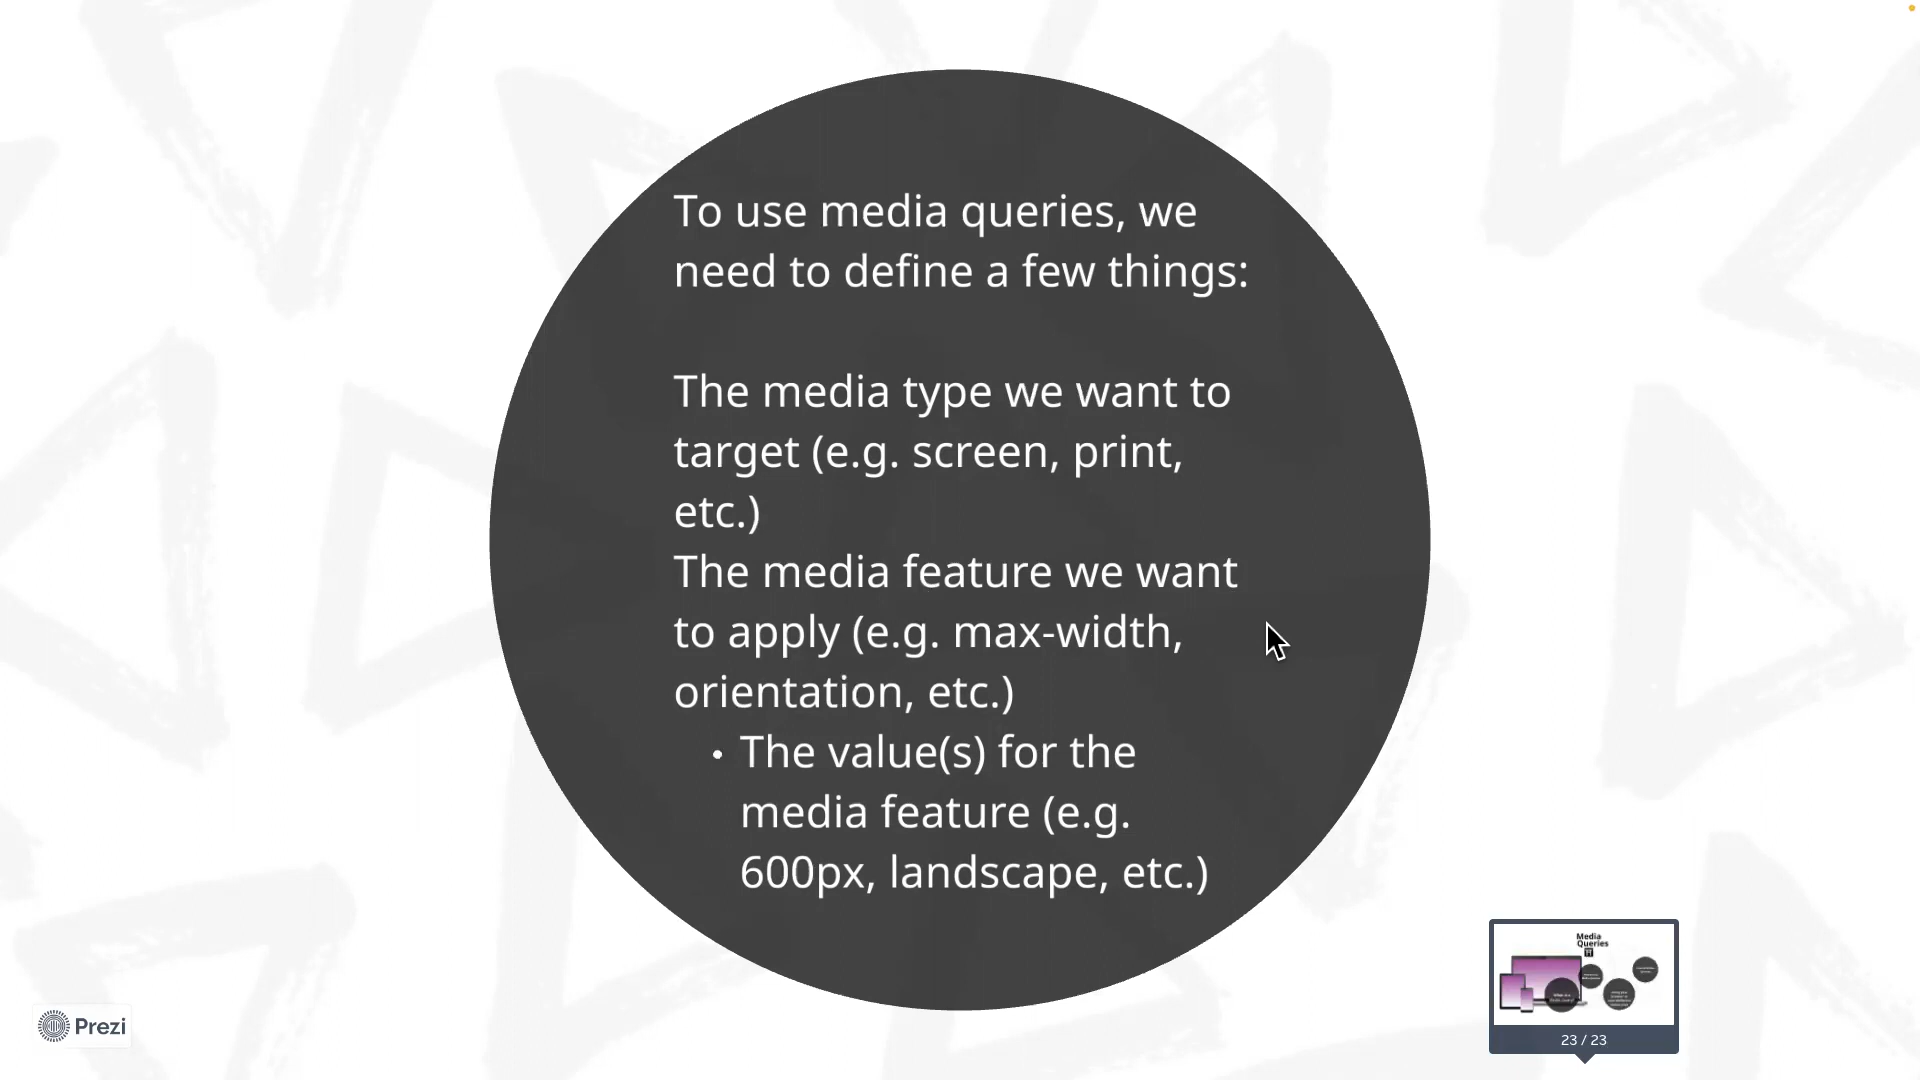 To use media queries, we
need to define a few things:
The media type we want to
target (e.g. screen, print,
etc.)
The media feature we want
to apply (e.g. max-width,
orientation, etc.)
• The value(s) for the
media feature (e.g.
600px, landscape, etc.)
Media
Queries
23 / 23
Prezi